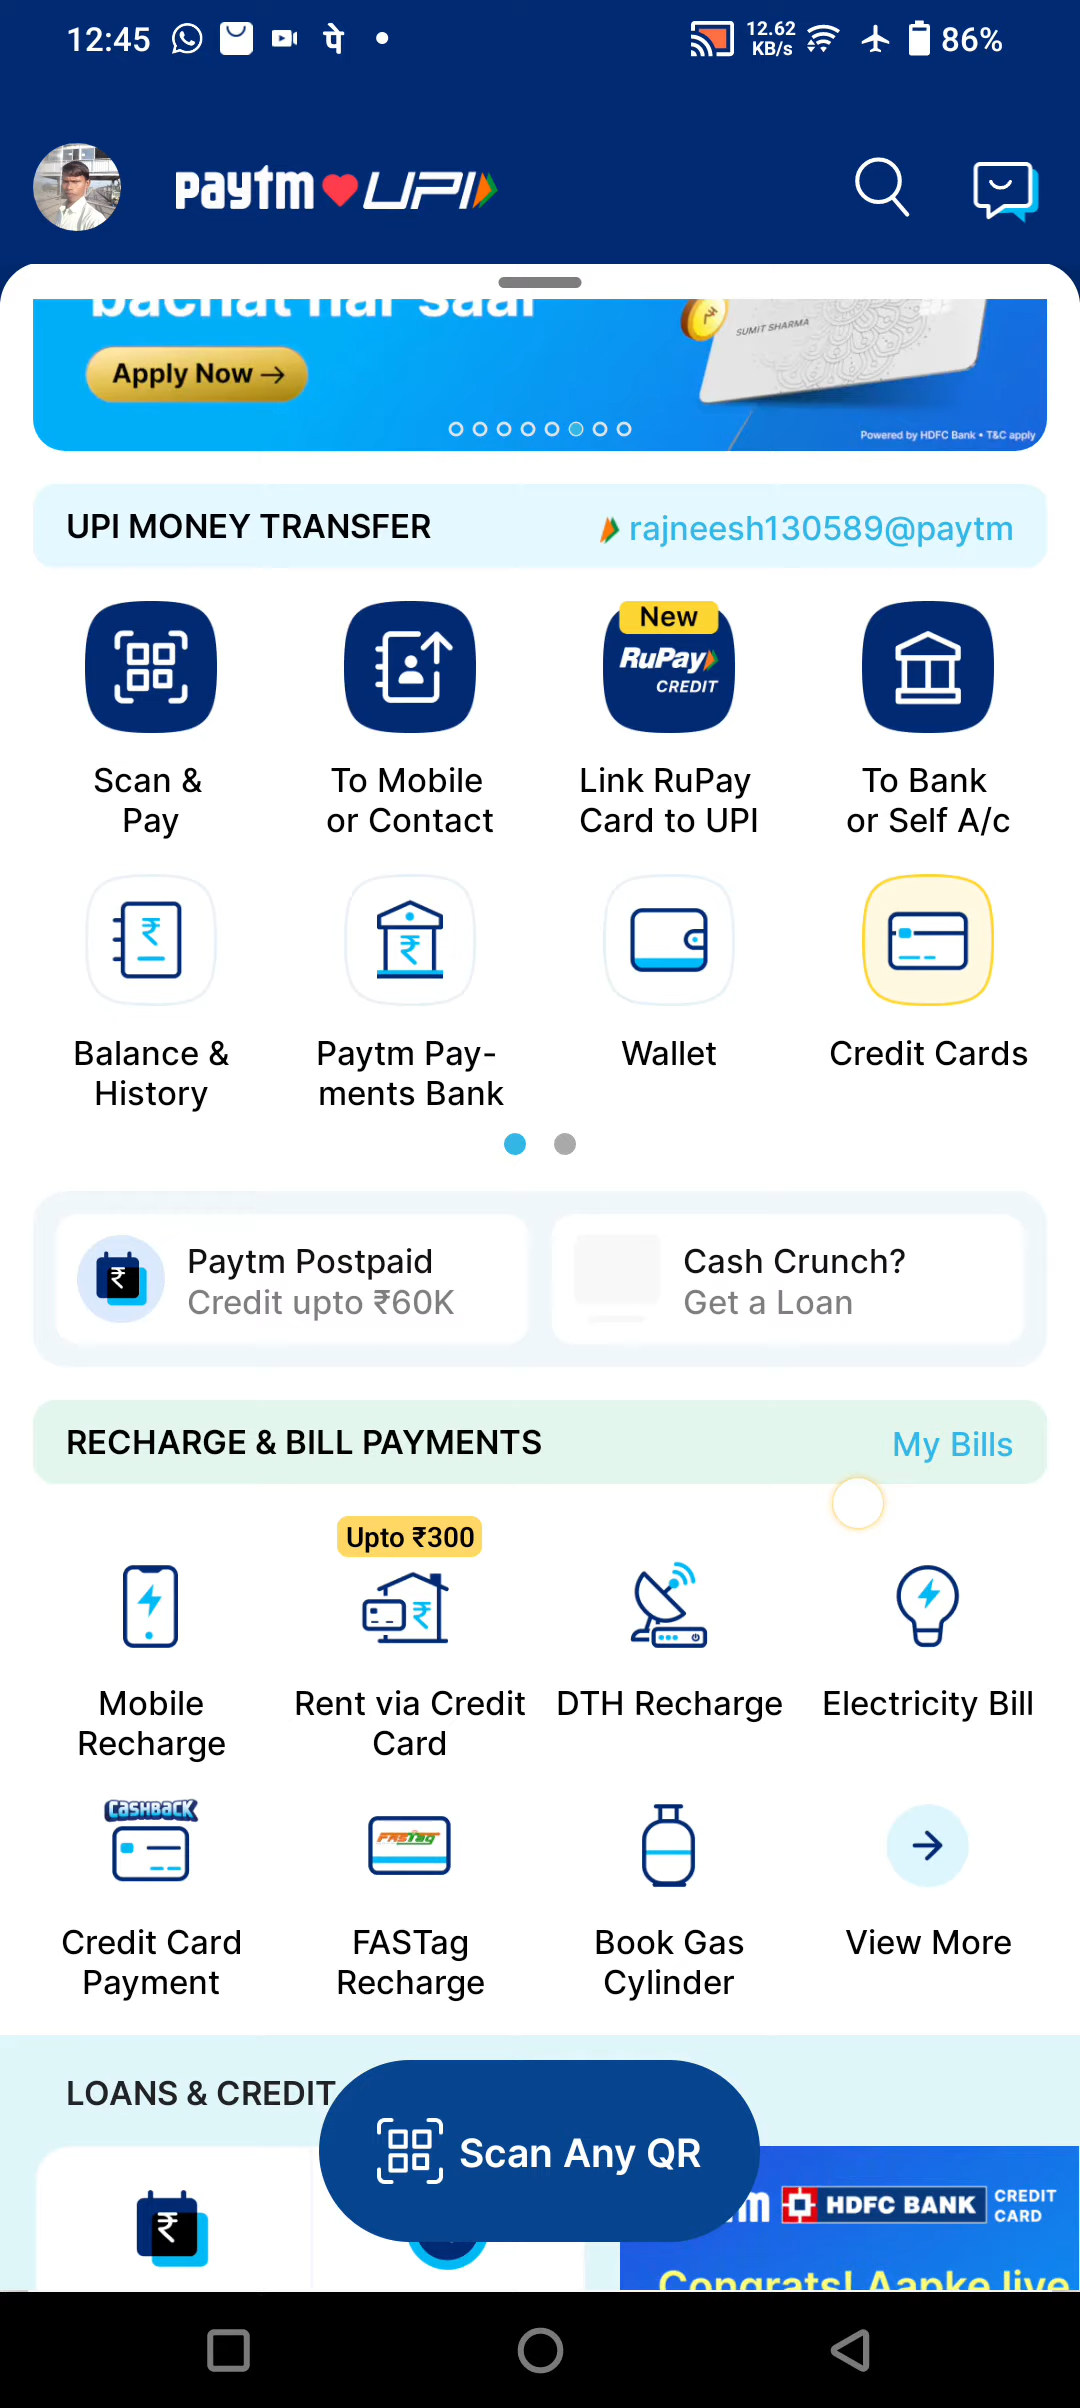 12:45 पे 12.62 KB/s 86%
paytm UPI
bachat har saal
SUMIT SHARMA
Apply Now →
Powered by HDFC Bank • T&C apply
UPI MONEY TRANSFER rajneesh130589@paytm
New
RuPay
CREDIT
Scan & Pay
To Mobile or Contact
Link RuPay Card to UPI
To Bank or Self A/c
Balance & History
Paytm Pay-ments Bank
Wallet
Credit Cards
Paytm Postpaid
Credit upto ₹60K
Cash Crunch?
Get a Loan
RECHARGE & BILL PAYMENTS My Bills
Upto ₹300
Mobile Recharge
Rent via Credit Card
DTH Recharge
Electricity Bill
CASHBACK
FASTag
Credit Card Payment
FASTag Recharge
Book Gas Cylinder
View More
LOANS & CREDIT
Scan Any QR
HDFC BANK CREDIT CARD
Congrats! Aapke live